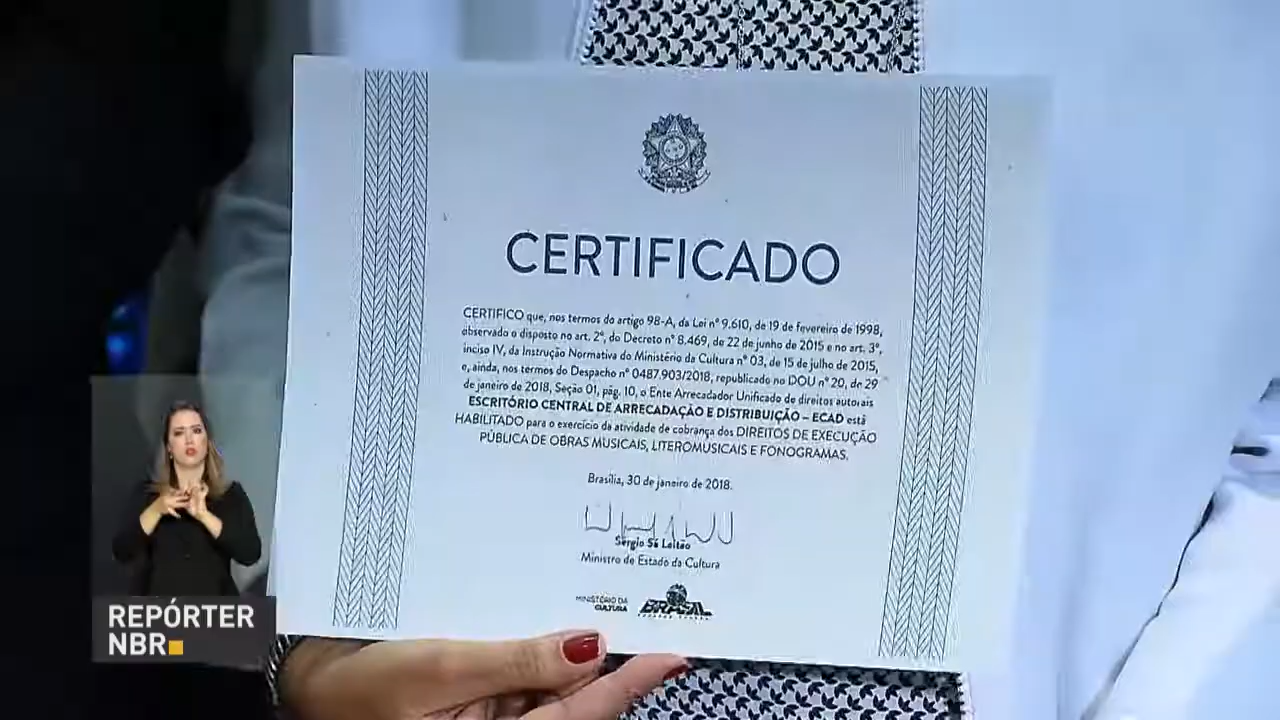 CERTIFICADO
CERTIFICO que, nos termos do artigo 98-A, da Lei nº 9.610, de 19 de fevereiro de 1998,
observado o disposto no art. 2º, do Decreto nº 8.469, de 22 de junho de 2015 e no art. 3º,
inciso IV, da Instrução Normativa do Ministério da Cultura nº 03, de 15 de julho de 2015,
e, ainda, nos termos do Despacho nº 0487.903/2018, republicado no DOU nº 20, de 29
de janeiro de 2018, Seção 01, pág. 10, o Ente Arrecadador Unificado de direitos autorais
ESCRITÓRIO CENTRAL DE ARRECADAÇÃO E DISTRIBUIÇÃO – ECAD está
HABILITADO para o exercício da atividade de cobrança dos DIREITOS DE EXECUÇÃO
PÚBLICA DE OBRAS MUSICAIS, LITEROMUSICAIS E FONOGRAMAS.
Brasília, 30 de janeiro de 2018.
Sérgio Sá Leitão
Ministro de Estado da Cultura
MINISTÉRIO DA
CULTURA
BRASIL
REPÓRTER
NBR